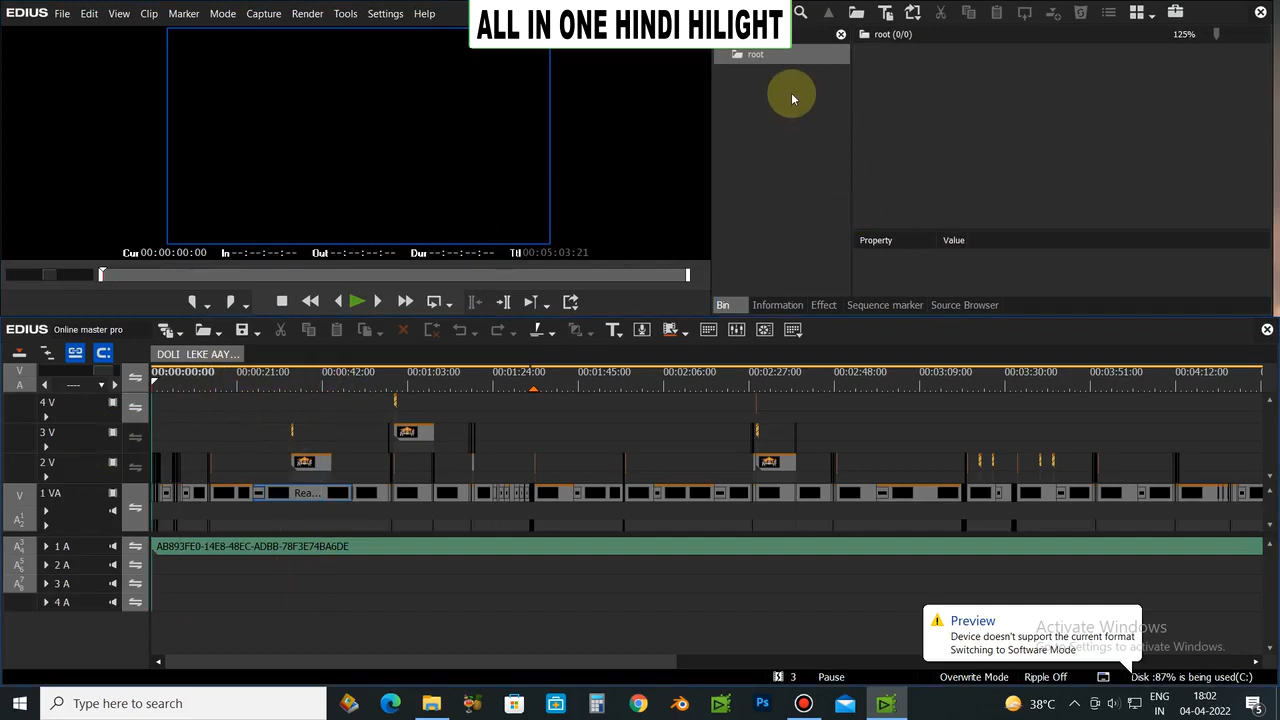 EDIUS File Edit View Clip Marker Mode Capture Render Tools Settings Help
ALL IN ONE HINDI HILIGHT
root
root (0/0) 125%
Cur 00:00:00:00 In --:--:--:-- Out --:--:--:-- Dur --:--:--:-- Ttl 00:05:03:21
Property Value
Bin Information Effect Sequence marker Source Browser
EDIUS Online master pro
DOLI LEKE AAY...
V
A
00:00:00:00 00:00:21:00 00:00:42:00 00:01:03:00 00:01:24:00 00:01:45:00 00:02:06:00 00:02:27:00 00:02:48:00 00:03:09:00 00:03:30:00 00:03:51:00 00:04:12:00
4 V
3 V
2 V
V 1 VA Rea...
1 A AB893FE0-14E8-48EC-ADBB-78F3E74BA6DE
2 A
3 A
4 A
Preview
Device doesn't support the current format
Switching to Software Mode
Activate Windows
Go to Settings to activate Windows.
3 Pause Overwrite Mode Ripple Off Disk :87% is being used(C:)
Type here to search
38°C
ENG
IN
18:02
04-04-2022